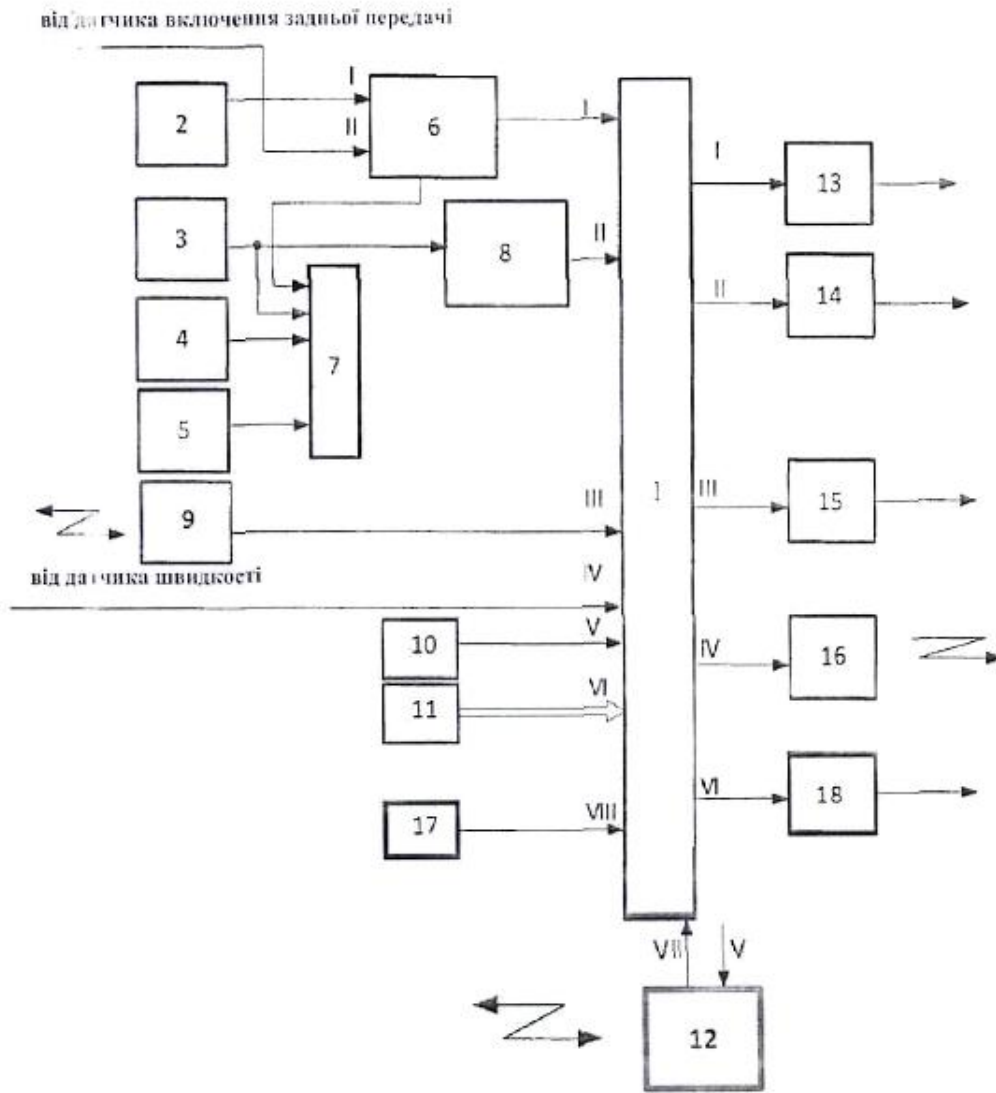 від датчика включення задньої передачі
I
2
II
6
I
I
13
3
8
II
II
14
4
7
5
9
III
1
III
15
від датчика швидкості
IV
10
V
IV
16
11
VI
17
VIII
VI
18
VII
V
12